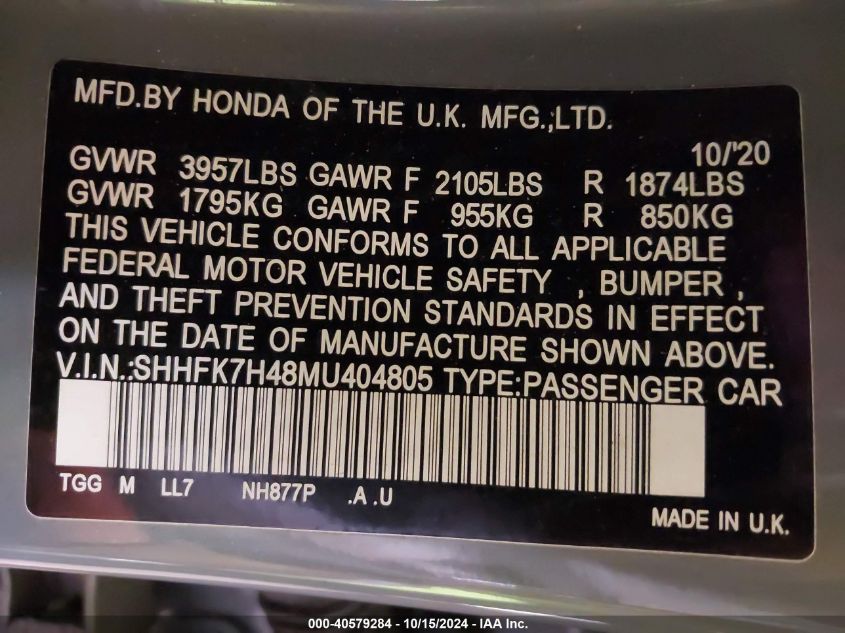 MFD.BY HONDA OF THE U.K. MFG.,LTD.
10/'20
GVWR 3957LBS GAWR F 2105LBS R 1874LBS
GVWR 1795KG GAWR F 955KG R 850KG
THIS VEHICLE CONFORMS TO ALL APPLICABLE
FEDERAL MOTOR VEHICLE SAFETY , BUMPER ,
AND THEFT PREVENTION STANDARDS IN EFFECT
ON THE DATE OF MANUFACTURE SHOWN ABOVE.
V.I.N.:SHHFK7H48MU404805 TYPE:PASSENGER CAR
TGG M LL7 NH877P .A .U
MADE IN U.K.
000-40579284 - 10/15/2024 - IAA Inc.